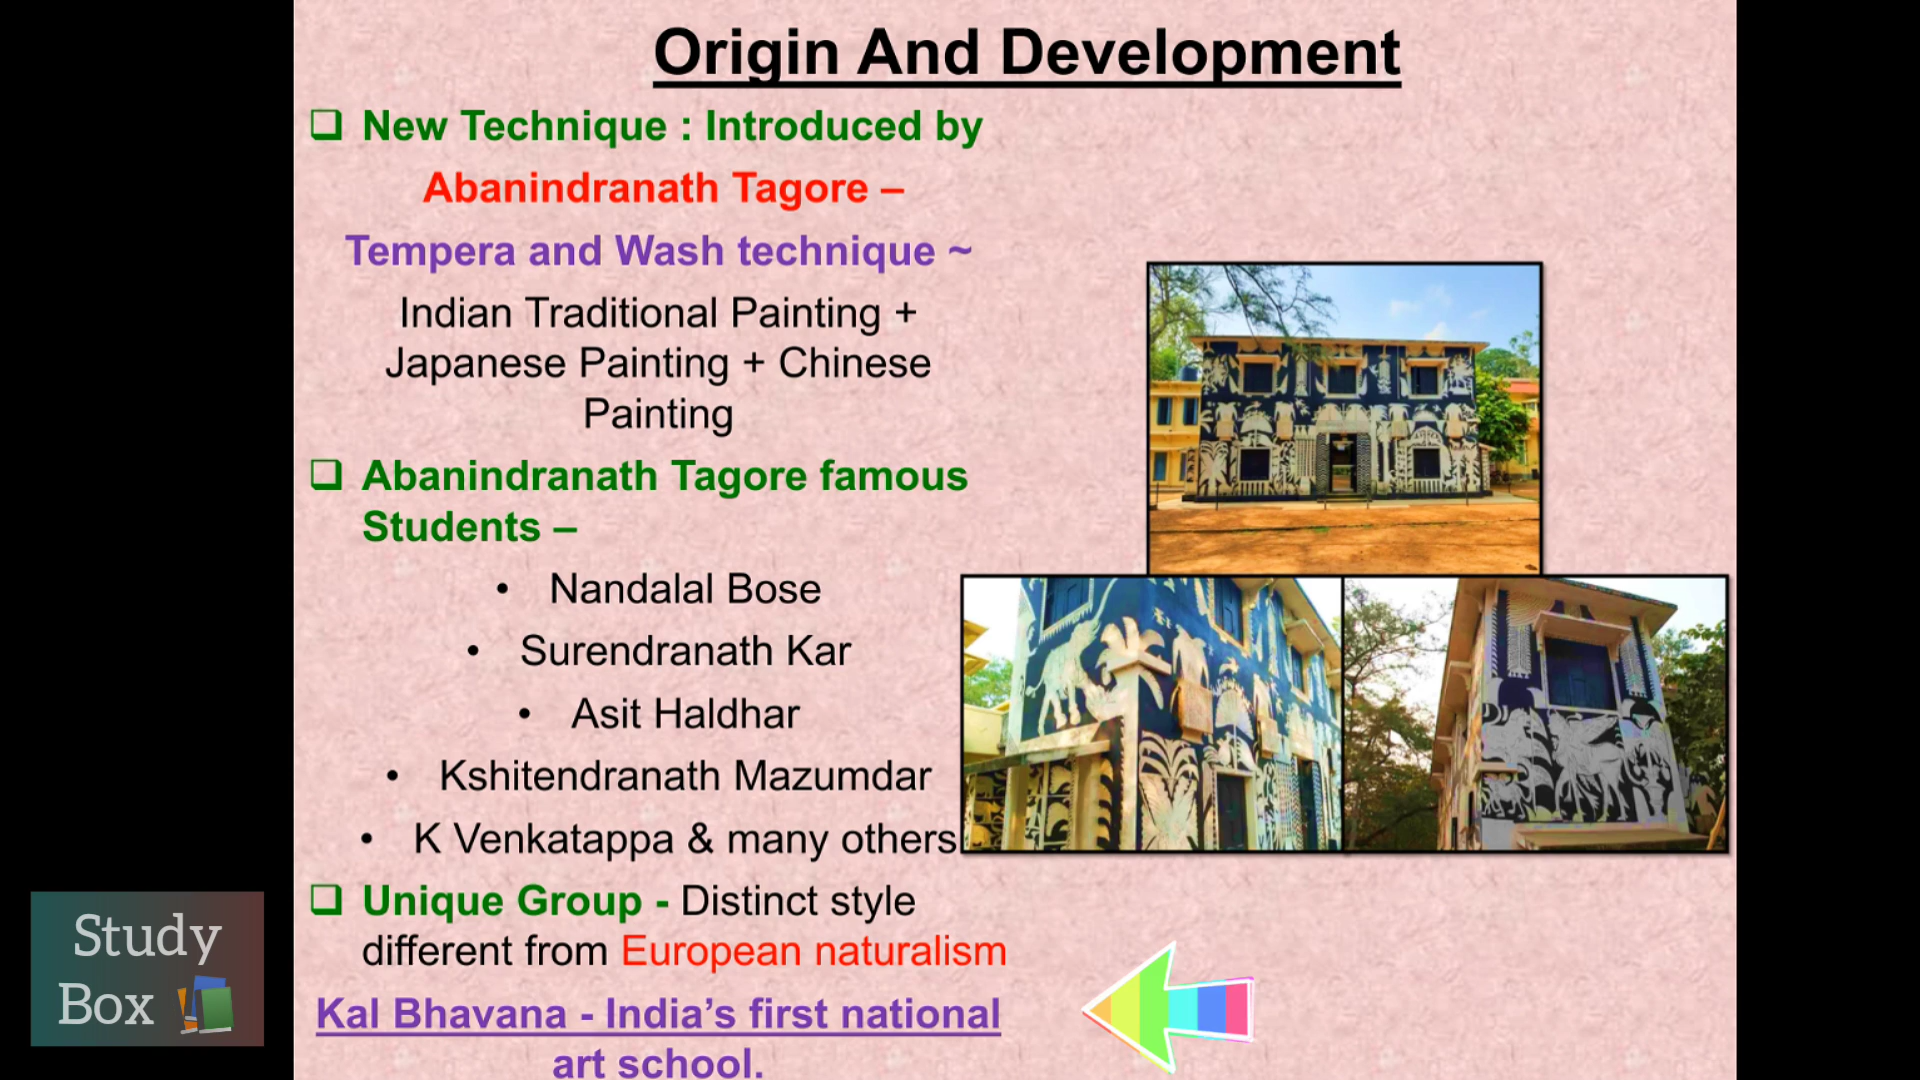 Origin And Development
❑ New Technique : Introduced by
Abanindranath Tagore –
Tempera and Wash technique ~
Indian Traditional Painting +
Japanese Painting + Chinese
Painting
❑ Abanindranath Tagore famous
Students –
• Nandalal Bose
• Surendranath Kar
• Asit Haldhar
• Kshitendranath Mazumdar
• K Venkatappa & many others.
❑ Unique Group - Distinct style
different from European naturalism
Kal Bhavana - India’s first national
art school.
Study
Box